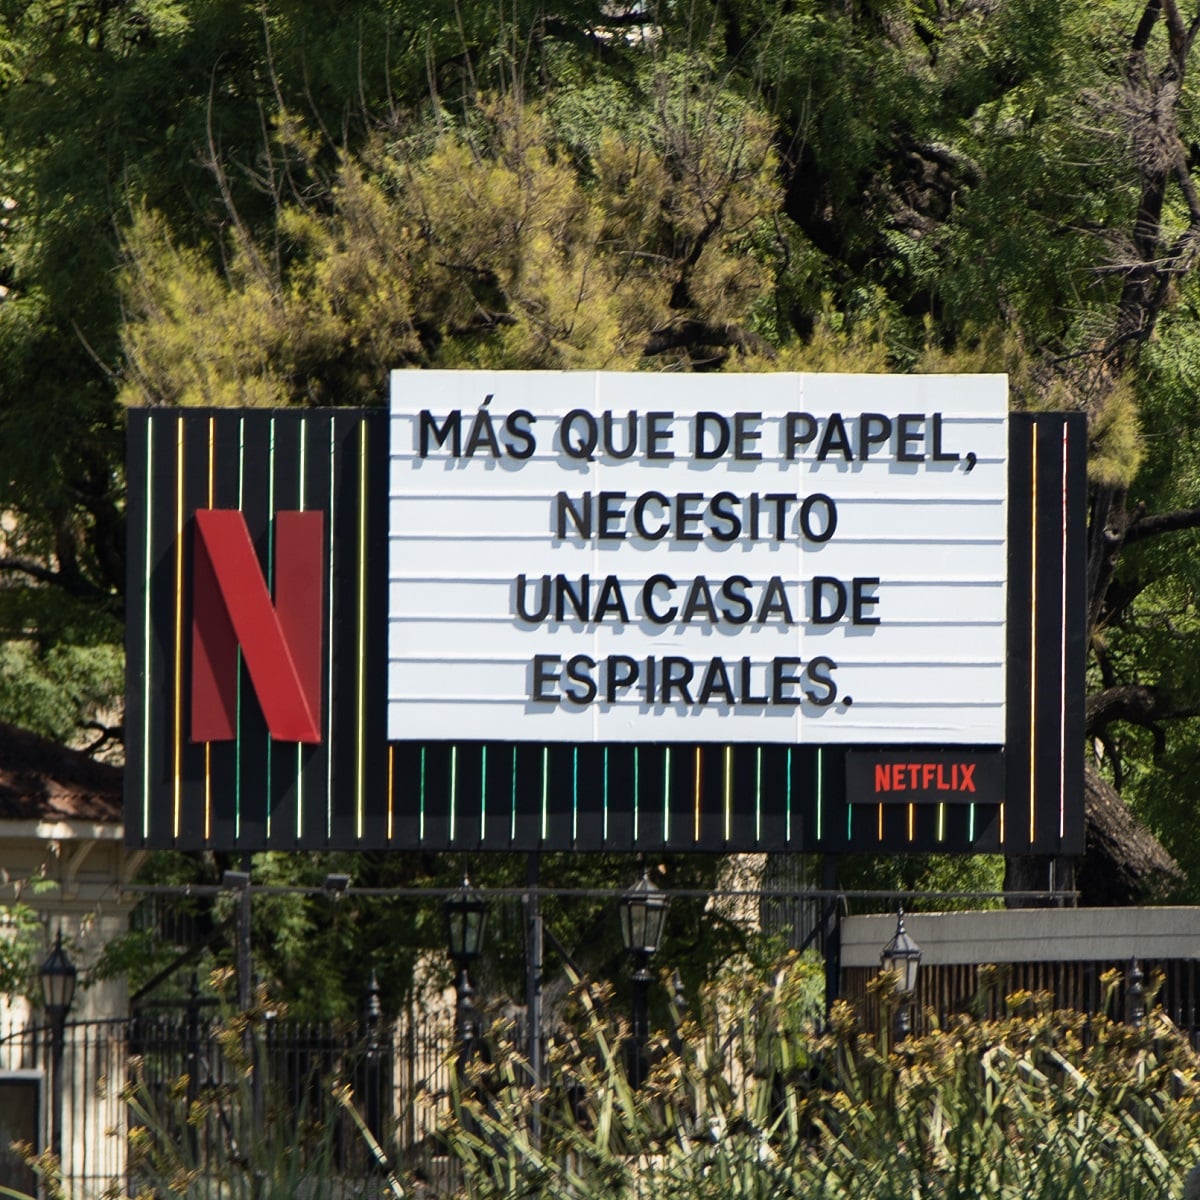 MÁS QUE DE PAPEL,
NECESITO
UNA CASA DE
ESPIRALES.
N
NETFLIX